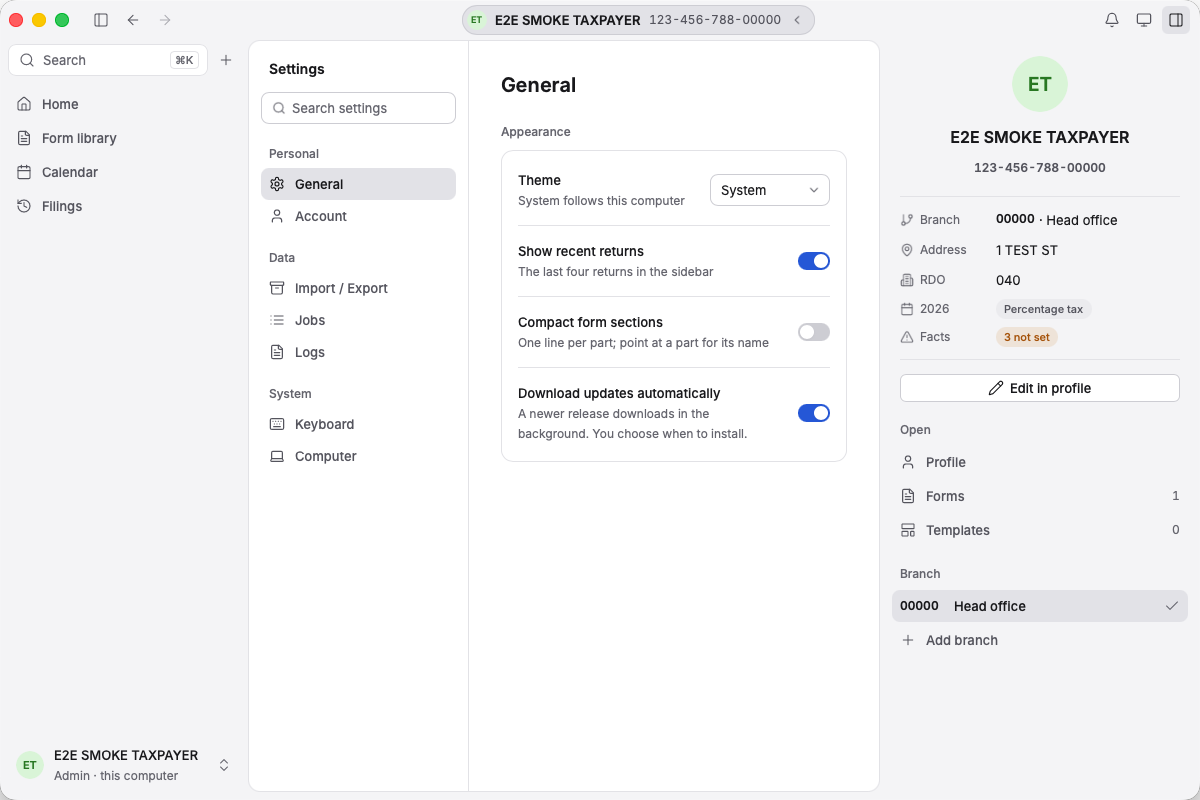 ET E2E SMOKE TAXPAYER 123-456-788-00000
Search ⌘K
Home
Form library
Calendar
Filings
ET E2E SMOKE TAXPAYER
Admin · this computer
Settings
Search settings
Personal
General
Account
Data
Import / Export
Jobs
Logs
System
Keyboard
Computer
General
Appearance
Theme
System follows this computer
System
Show recent returns
The last four returns in the sidebar
Compact form sections
One line per part; point at a part for its name
Download updates automatically
A newer release downloads in the
background. You choose when to install.
ET
E2E SMOKE TAXPAYER
123-456-788-00000
Branch 00000 · Head office
Address 1 TEST ST
RDO 040
2026 Percentage tax
Facts 3 not set
Edit in profile
Open
Profile
Forms 1
Templates 0
Branch
00000 Head office
Add branch